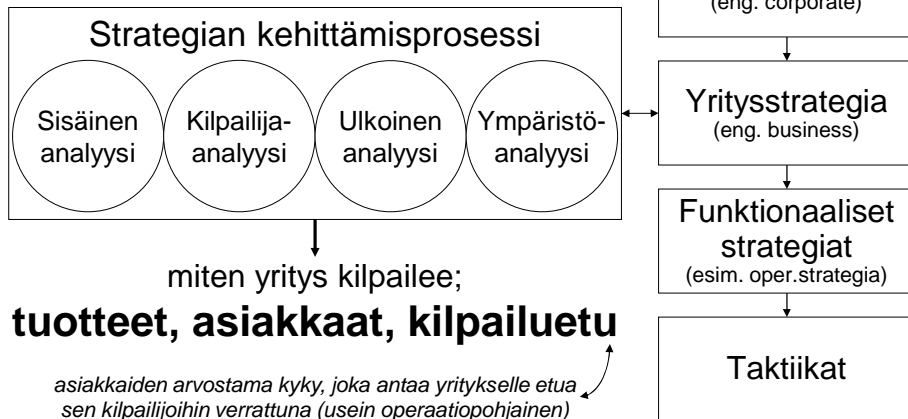 Strategian kehittämisprosessi
Sisäinen
analyysi
Kilpailija-
analyysi
Ulkoinen
analyysi
Ympäristö-
analyysi
miten yritys kilpailee;
tuotteet, asiakkaat, kilpailuetu
asiakkaiden arvostama kyky, joka antaa yritykselle etua
sen kilpailijoihin verrattuna (usein operaatiopohjainen)
(eng. corporate)
Yritysstrategia
(eng. business)
Funktionaaliset
strategiat
(esim. oper.strategia)
Taktiikat